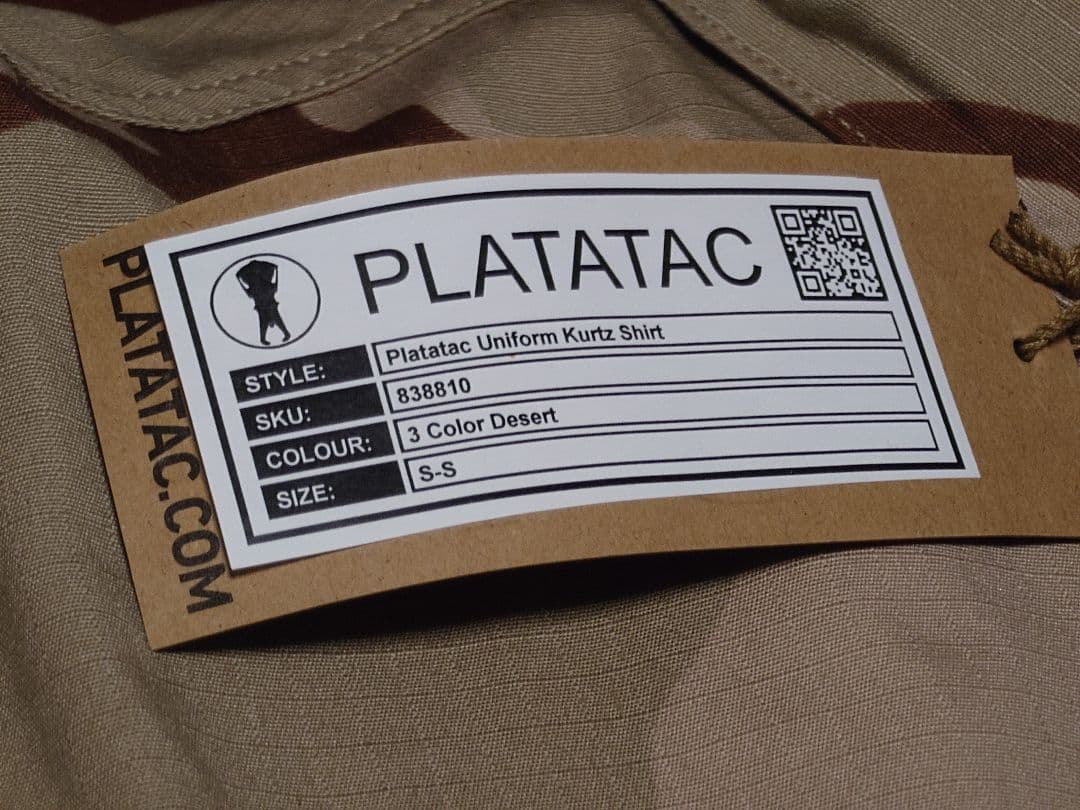 PLATATAC
STYLE: Platatac Uniform Kurtz Shirt
SKU: 838810
COLOUR: 3 Color Desert
SIZE: S-S
PLATATAC.COM